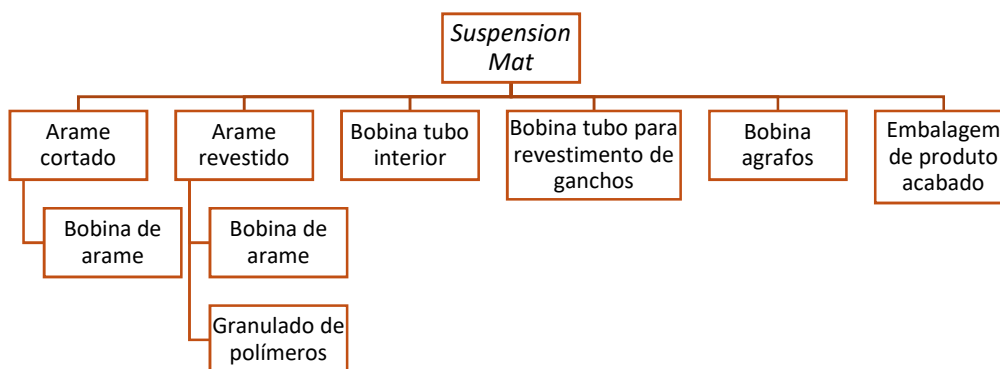 Suspension
Mat
Arame
cortado
Arame
revestido
Bobina tubo
interior
Bobina tubo para
revestimento de
ganchos
Bobina
agrafos
Embalagem
de produto
acabado
Bobina de
arame
Bobina de
arame
Granulado de
polímeros